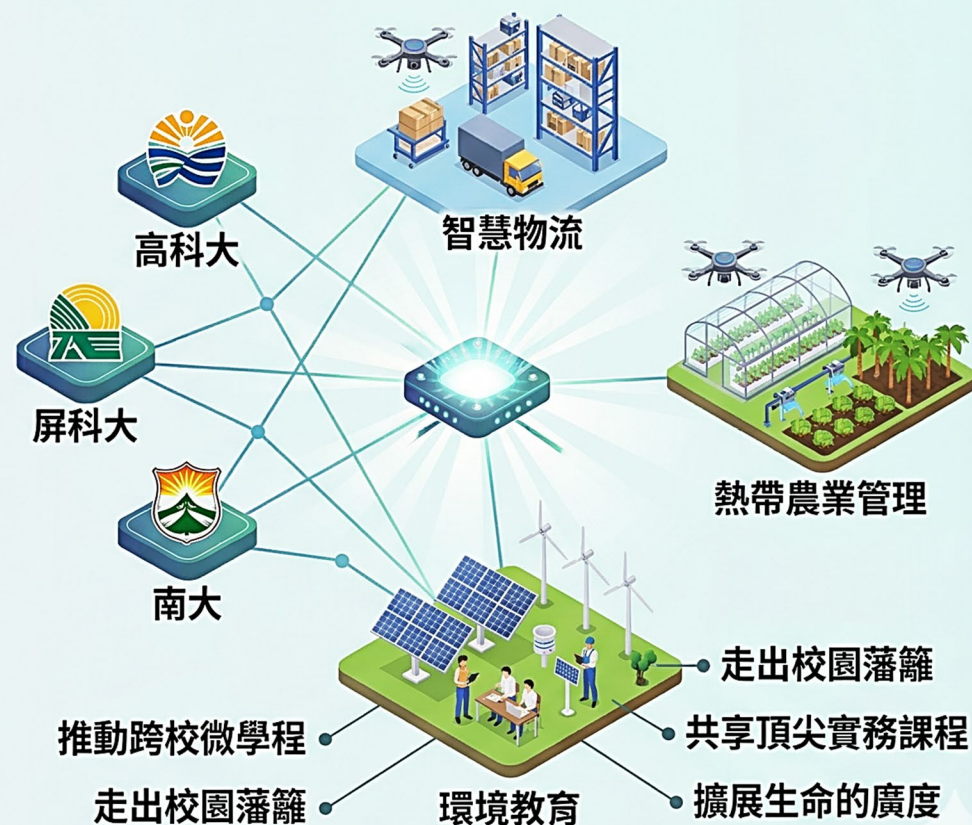 高科大
智慧物流
屏科大
熱帶農業管理
南大
走出校園藩籬
推動跨校微學程
共享頂尖實務課程
走出校園藩籬
環境教育
擴展生命的廣度